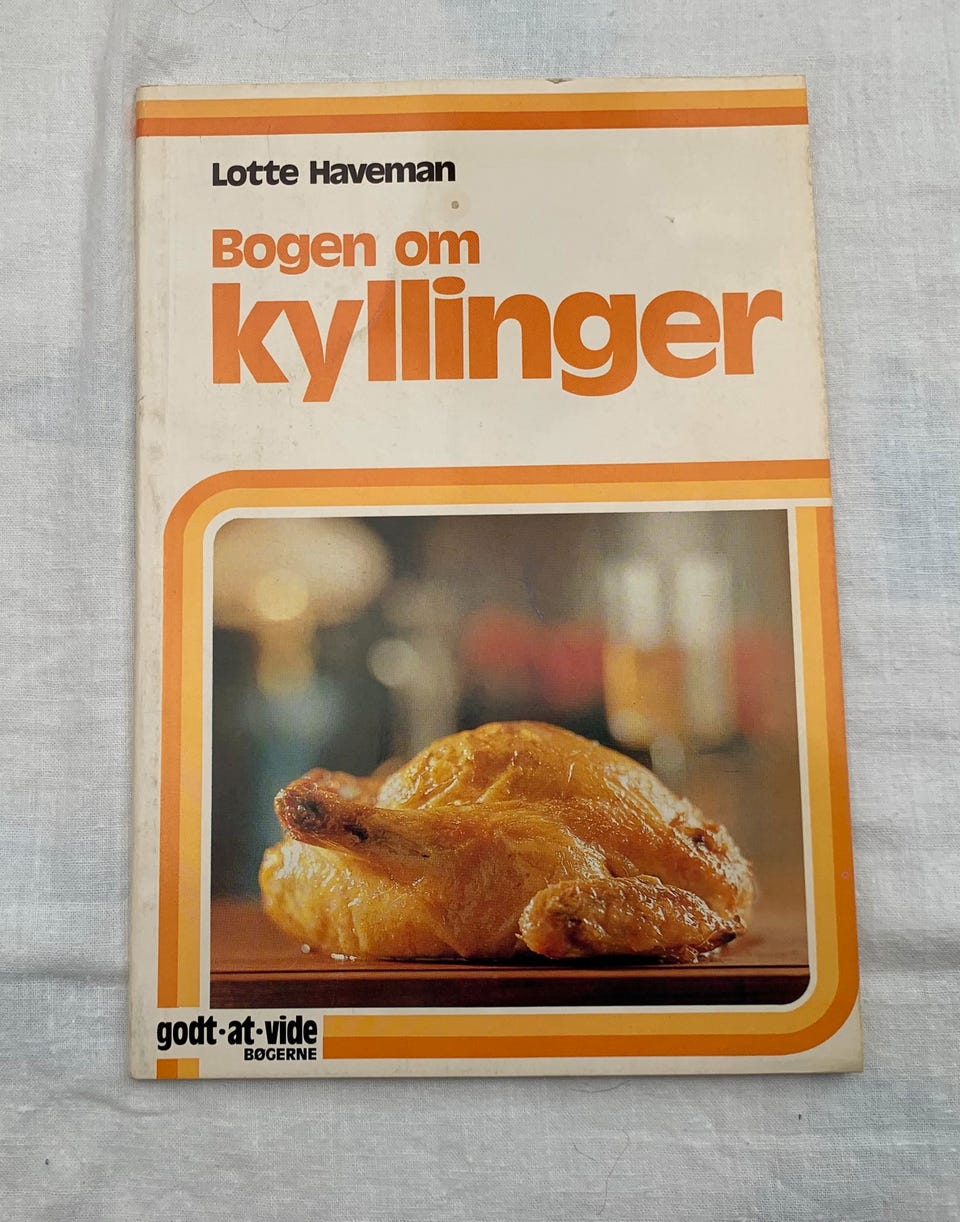 Lotte Haveman
Bogen om
kyllinger
godt·at·vide
BØGERNE